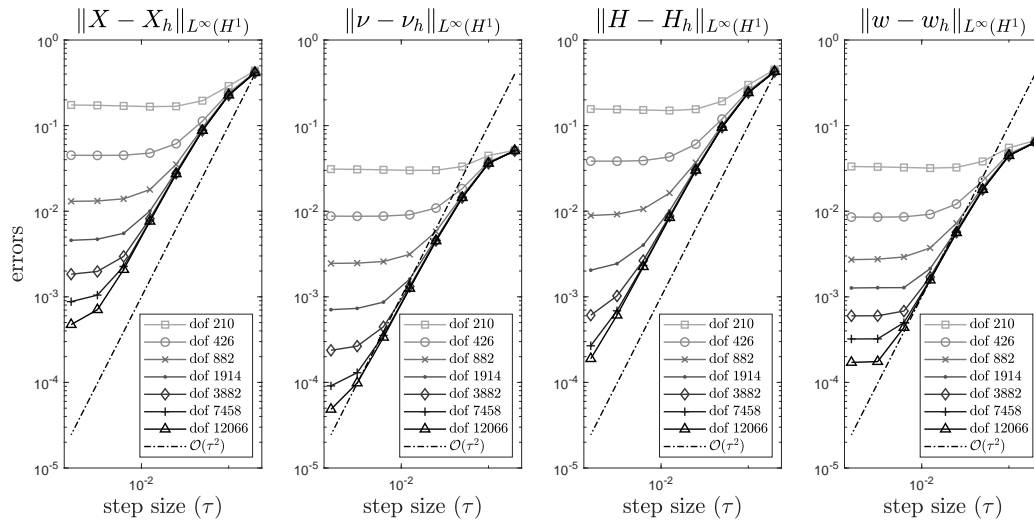 ‖X − X_h‖_{L^∞(H^1)}
‖ν − ν_h‖_{L^∞(H^1)}
‖H − H_h‖_{L^∞(H^1)}
‖w − w_h‖_{L^∞(H^1)}
errors
10^0
10^{-1}
10^{-2}
10^{-3}
10^{-4}
10^{-5}
dof 210
dof 426
dof 882
dof 1914
dof 3882
dof 7458
dof 12066
𝒪(τ^2)
10^{-2}
step size (τ)
10^0
10^{-1}
10^{-2}
10^{-3}
10^{-4}
10^{-5}
dof 210
dof 426
dof 882
dof 1914
dof 3882
dof 7458
dof 12066
𝒪(τ^2)
10^{-2}
step size (τ)
10^0
10^{-1}
10^{-2}
10^{-3}
10^{-4}
10^{-5}
dof 210
dof 426
dof 882
dof 1914
dof 3882
dof 7458
dof 12066
𝒪(τ^2)
10^{-2}
step size (τ)
10^0
10^{-1}
10^{-2}
10^{-3}
10^{-4}
10^{-5}
dof 210
dof 426
dof 882
dof 1914
dof 3882
dof 7458
dof 12066
𝒪(τ^2)
10^{-2}
step size (τ)